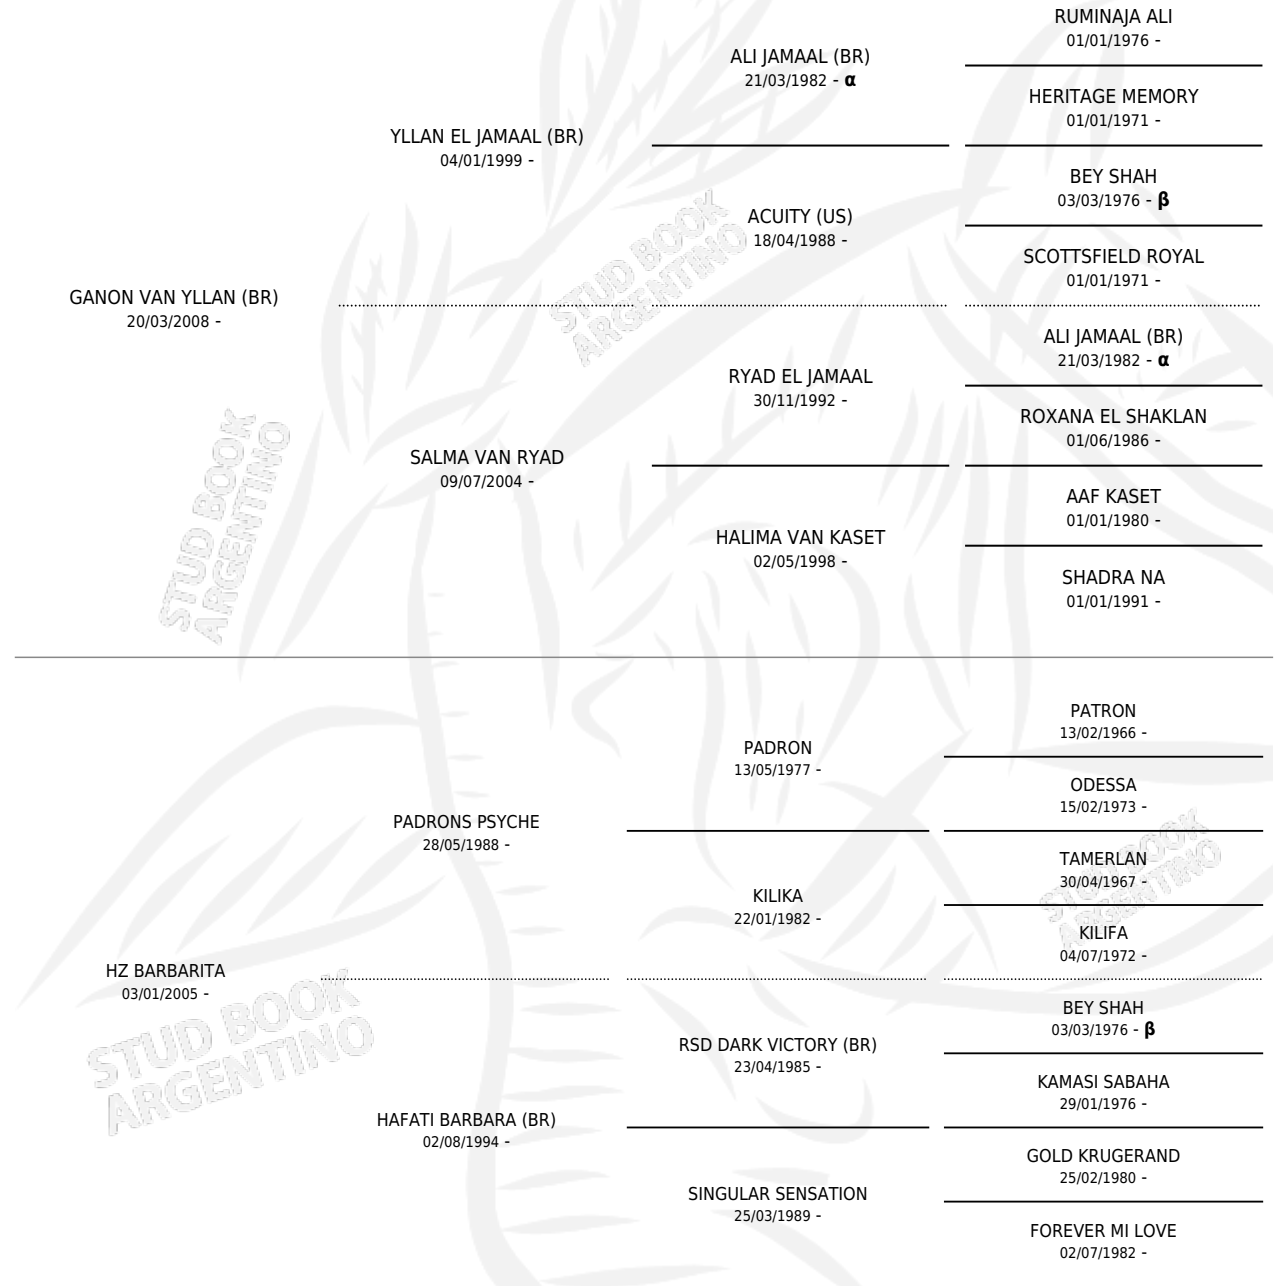 RUMINAJA ALI
01/01/1976 -
ALI JAMAAL (BR)
21/03/1982 - α
HERITAGE MEMORY
01/01/1971 -
YLLAN EL JAMAAL (BR)
04/01/1999 -
BEY SHAH
03/03/1976 - β
ACUITY (US)
18/04/1988 -
SCOTTSFIELD ROYAL
01/01/1971 -
GANON VAN YLLAN (BR)
20/03/2008 -
ALI JAMAAL (BR)
21/03/1982 - α
RYAD EL JAMAAL
30/11/1992 -
ROXANA EL SHAKLAN
01/06/1986 -
SALMA VAN RYAD
09/07/2004 -
AAF KASET
01/01/1980 -
HALIMA VAN KASET
02/05/1998 -
SHADRA NA
01/01/1991 -
PATRON
13/02/1966 -
PADRON
13/05/1977 -
ODESSA
15/02/1973 -
PADRONS PSYCHE
28/05/1988 -
TAMERLAN
30/04/1967 -
KILIKA
22/01/1982 -
KILIFA
04/07/1972 -
HZ BARBARITA
03/01/2005 -
BEY SHAH
03/03/1976 - β
RSD DARK VICTORY (BR)
23/04/1985 -
KAMASI SABAHA
29/01/1976 -
HAFATI BARBARA (BR)
02/08/1994 -
GOLD KRUGERAND
25/02/1980 -
SINGULAR SENSATION
25/03/1989 -
FOREVER MI LOVE
02/07/1982 -
STUD BOOK
ARGENTINO
STUD BOOK
ARGENTINO
STUD BOOK
ARGENTINO
STUD BOOK
ARGENTINO